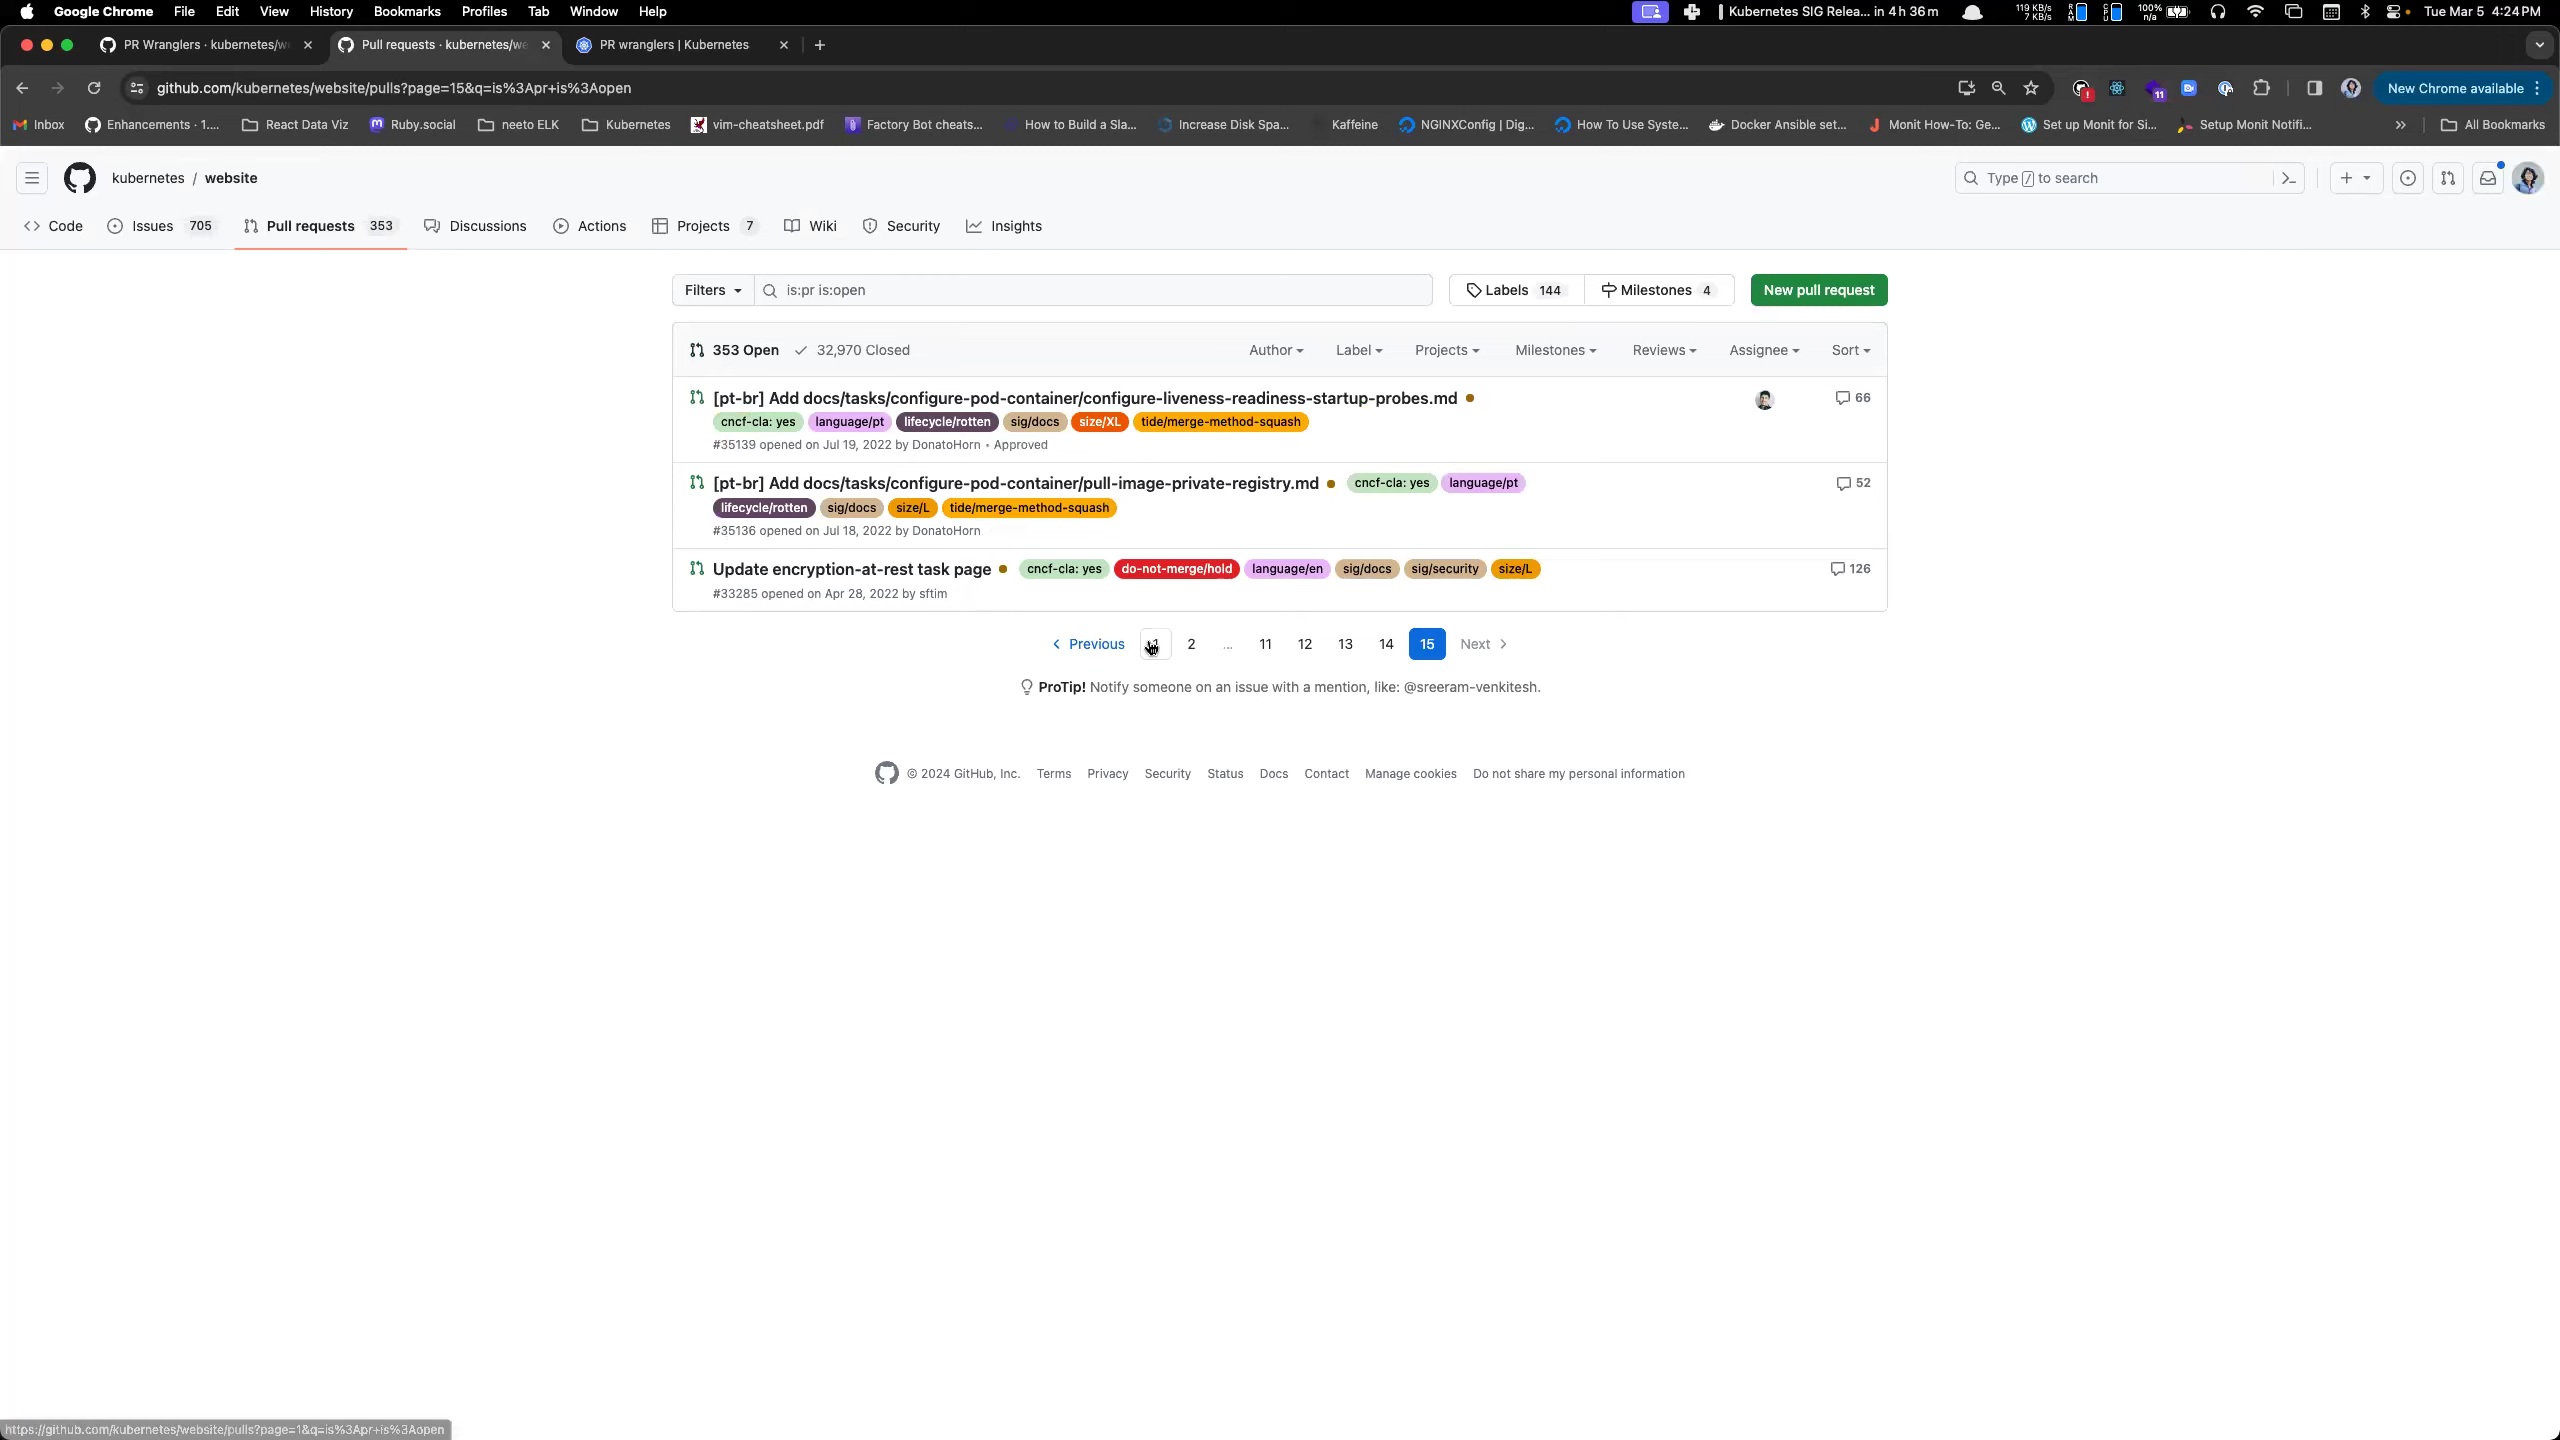 Google Chrome File Edit View History Bookmarks Profiles Tab Window Help
Kubernetes SIG Relea... in 4 h 36 m 119 KB/s 7 KB/s 100% n/a Tue Mar 5 4:24 PM
PR Wranglers · kubernetes/w Pull requests · kubernetes/we PR wranglers | Kubernetes
github.com/kubernetes/website/pulls?page=15&q=is%3Apr+is%3Aopen
11 New Chrome available
Inbox Enhancements · 1.... React Data Viz Ruby.social neeto ELK Kubernetes vim-cheatsheet.pdf Factory Bot cheats... How to Build a Sla... Increase Disk Spa... Kaffeine NGINXConfig | Dig... How To Use Syste... Docker Ansible set... Monit How-To: Ge... Set up Monit for Si... Setup Monit Notifi... » All Bookmarks
kubernetes / website
Type / to search
Code Issues 705 Pull requests 353 Discussions Actions Projects 7 Wiki Security Insights
Filters is:pr is:open Labels 144 Milestones 4 New pull request
353 Open 32,970 Closed Author Label Projects Milestones Reviews Assignee Sort
[pt-br] Add docs/tasks/configure-pod-container/configure-liveness-readiness-startup-probes.md 66
cncf-cla: yes language/pt lifecycle/rotten sig/docs size/XL tide/merge-method-squash
#35139 opened on Jul 19, 2022 by DonatoHorn • Approved
[pt-br] Add docs/tasks/configure-pod-container/pull-image-private-registry.md cncf-cla: yes language/pt 52
lifecycle/rotten sig/docs size/L tide/merge-method-squash
#35136 opened on Jul 18, 2022 by DonatoHorn
Update encryption-at-rest task page cncf-cla: yes do-not-merge/hold language/en sig/docs sig/security size/L 126
#33285 opened on Apr 28, 2022 by sftim
Previous 1 2 ... 11 12 13 14 15 Next
ProTip! Notify someone on an issue with a mention, like: @sreeram-venkitesh.
© 2024 GitHub, Inc. Terms Privacy Security Status Docs Contact Manage cookies Do not share my personal information
https://github.com/kubernetes/website/pulls?page=1&q=is%3Apr+is%3Aopen